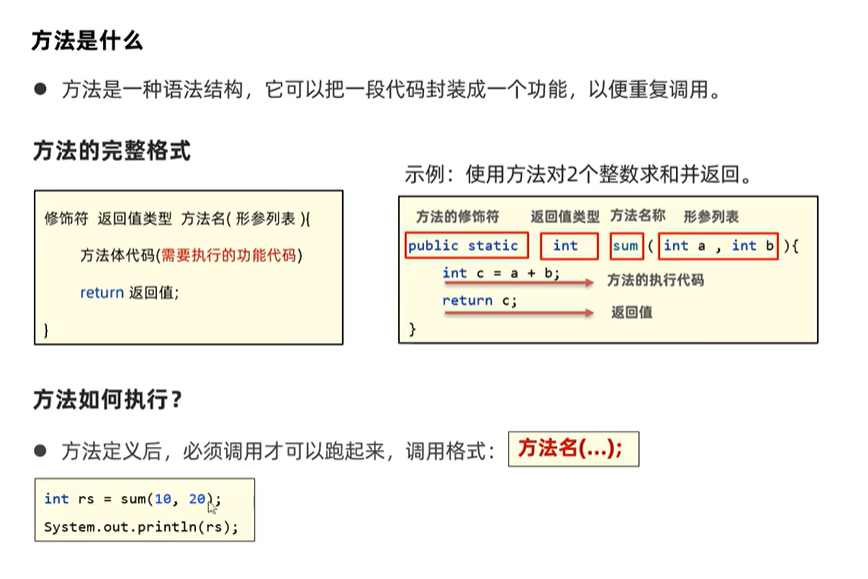 方法是什么
● 方法是一种语法结构，它可以把一段代码封装成一个功能，以便重复调用。
方法的完整格式
修饰符 返回值类型 方法名( 形参列表 ){
方法体代码(需要执行的功能代码)
return 返回值;
}
示例：使用方法对2个整数求和并返回。
方法的修饰符 返回值类型 方法名称 形参列表
public static int sum ( int a , int b ){
int c = a + b;
方法的执行代码
return c;
返回值
}
方法如何执行?
● 方法定义后，必须调用才可以跑起来，调用格式： 方法名(...);
int rs = sum(10, 20);
System.out.println(rs);